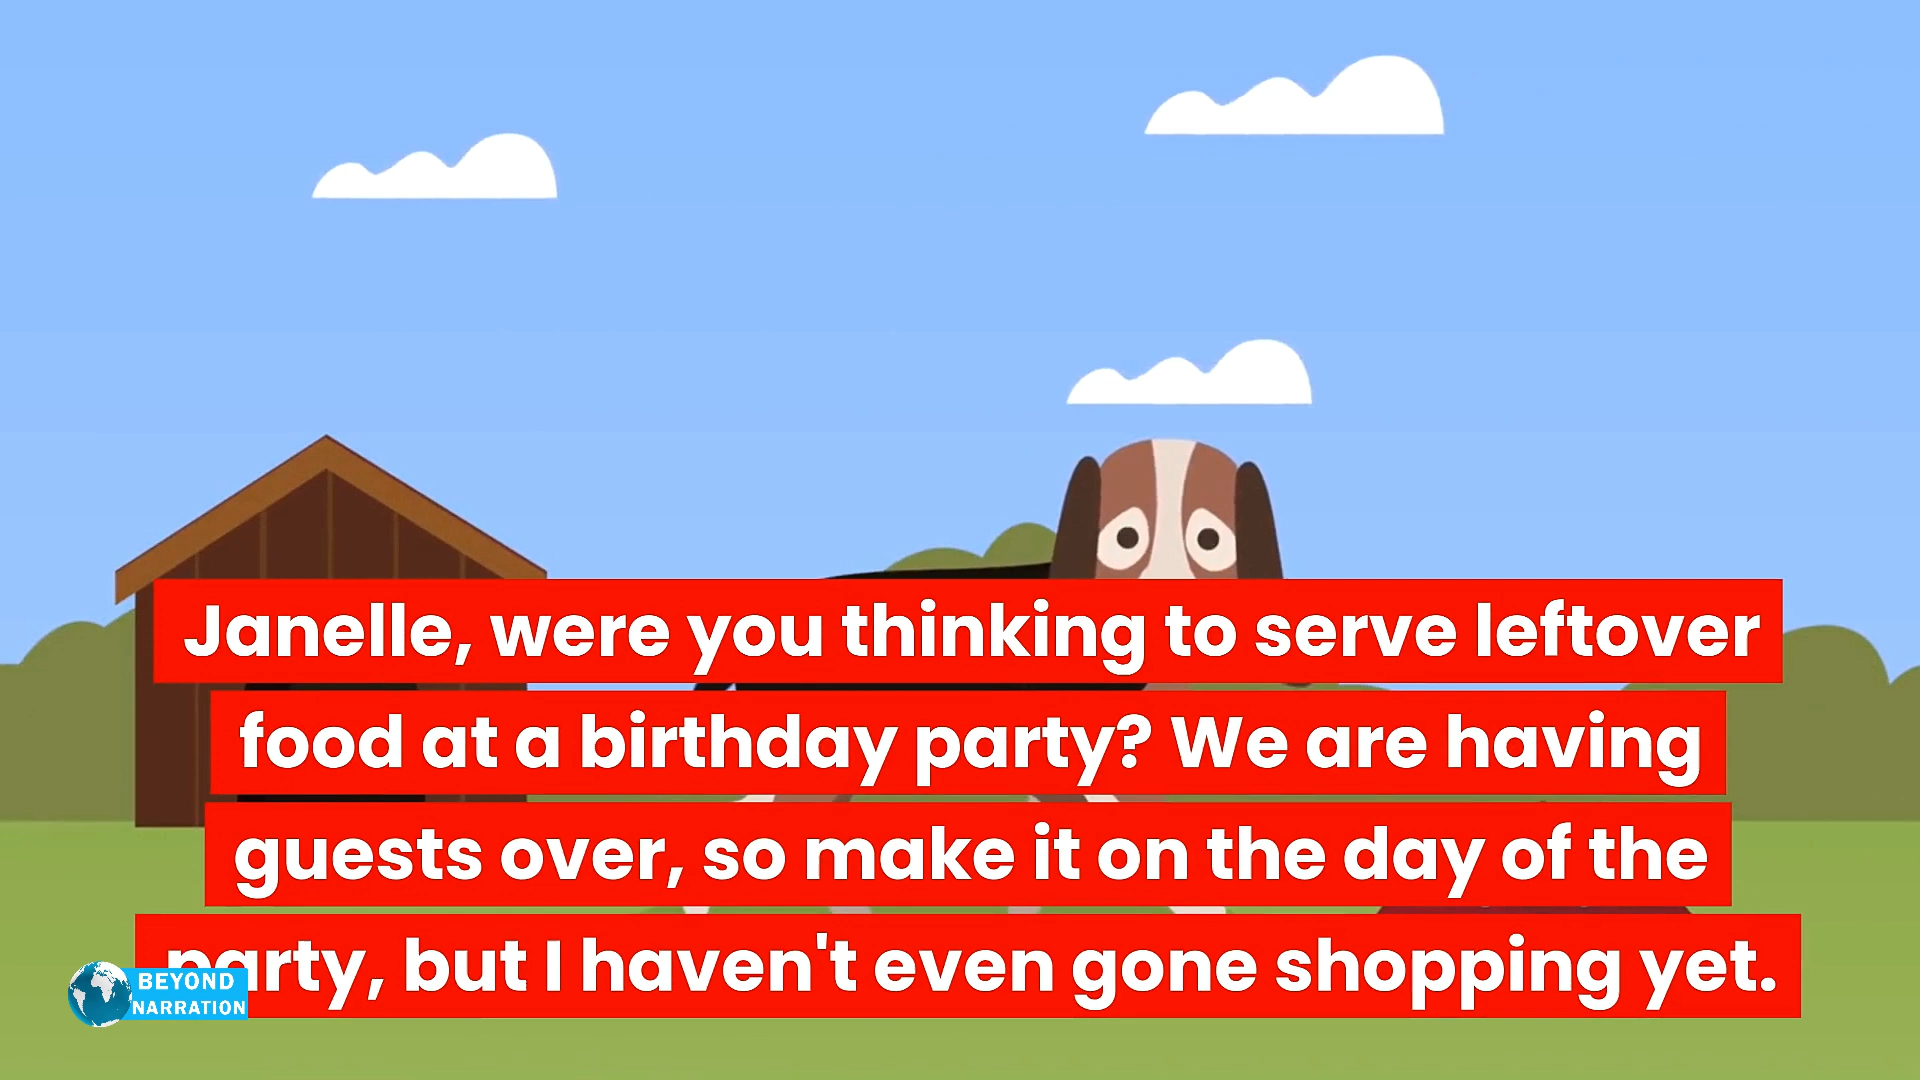 Janelle, were you thinking to serve leftover
food at a birthday party? We are having
guests over, so make it on the day of the
party, but I haven't even gone shopping yet.
BEYOND
NARRATION